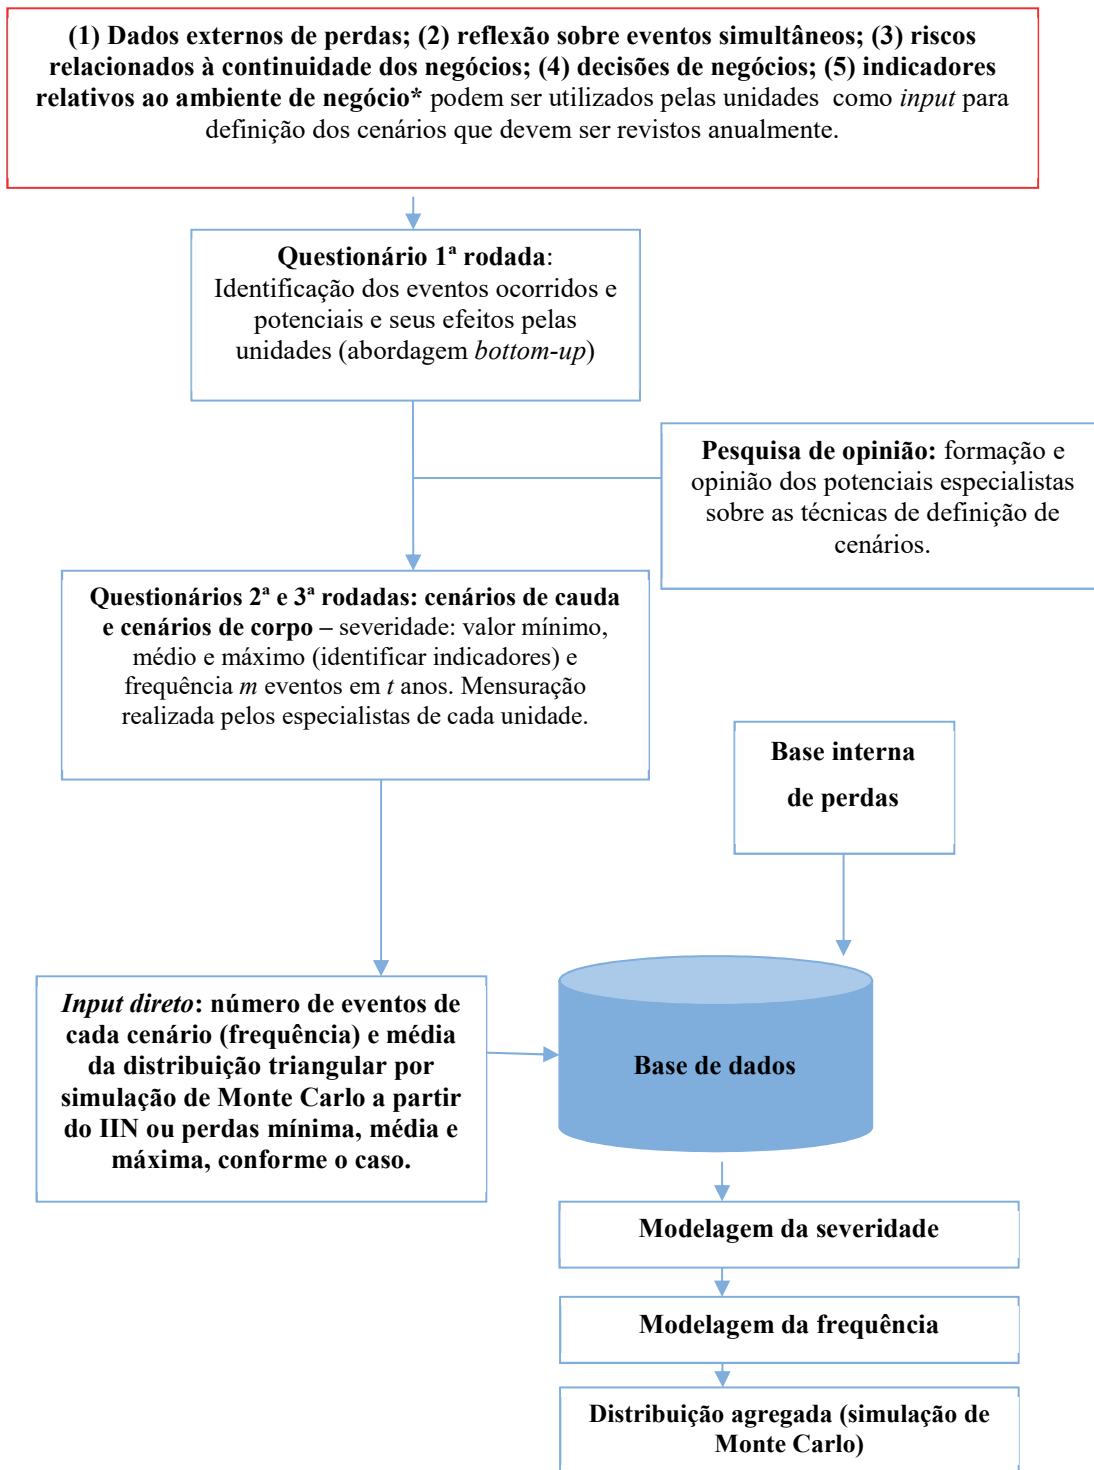 (1) Dados externos de perdas; (2) reflexão sobre eventos simultâneos; (3) riscos
relacionados à continuidade dos negócios; (4) decisões de negócios; (5) indicadores
relativos ao ambiente de negócio* podem ser utilizados pelas unidades como input para
definição dos cenários que devem ser revistos anualmente.
Questionário 1ª rodada:
Identificação dos eventos ocorridos e
potenciais e seus efeitos pelas
unidades (abordagem bottom-up)
Pesquisa de opinião: formação e
opinião dos potenciais especialistas
sobre as técnicas de definição de
cenários.
Questionários 2ª e 3ª rodadas: cenários de cauda
e cenários de corpo – severidade: valor mínimo,
médio e máximo (identificar indicadores) e
frequência m eventos em t anos. Mensuração
realizada pelos especialistas de cada unidade.
Base interna
de perdas
Input direto: número de eventos de
cada cenário (frequência) e média
da distribuição triangular por
simulação de Monte Carlo a partir
do IIN ou perdas mínima, média e
máxima, conforme o caso.
Base de dados
Modelagem da severidade
Modelagem da frequência
Distribuição agregada (simulação de
Monte Carlo)